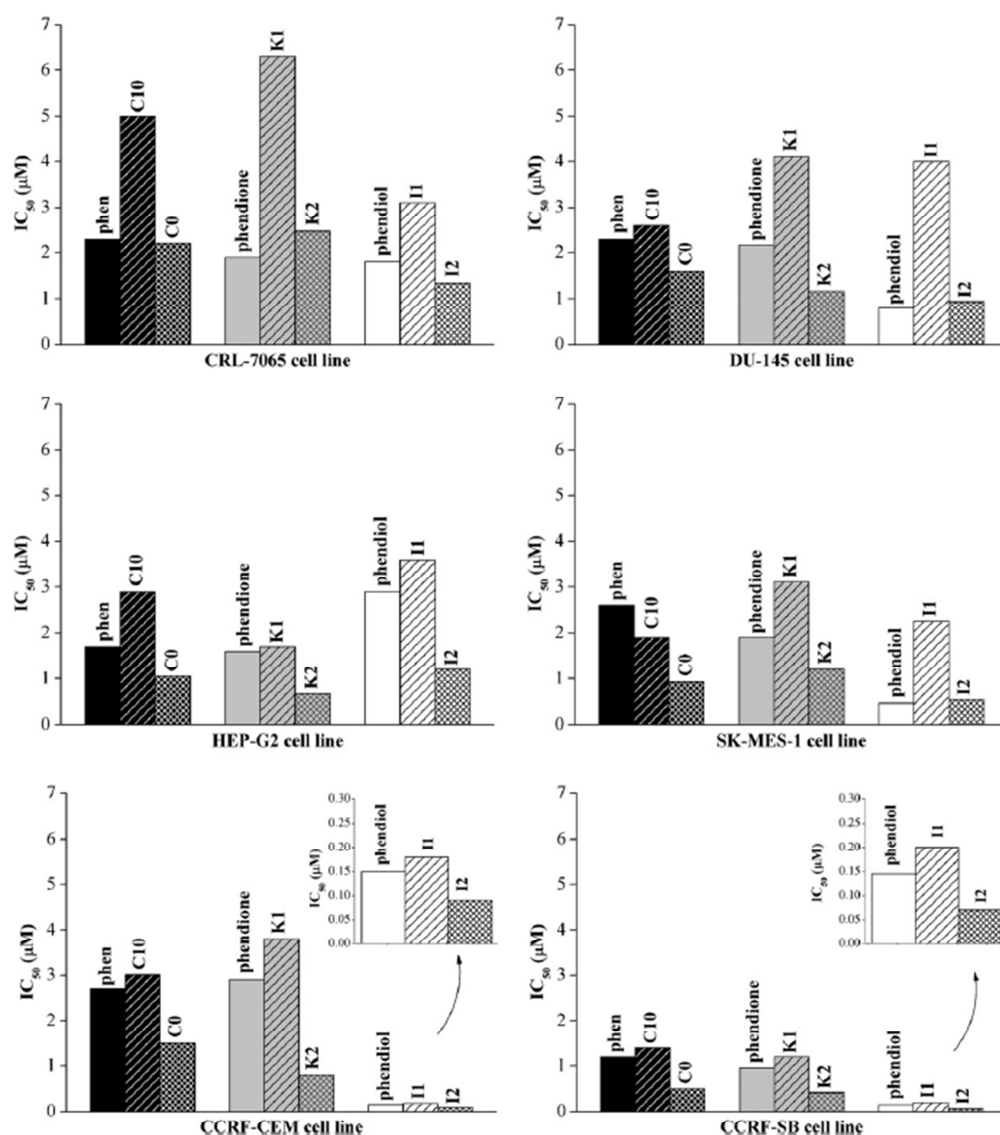 7
6
5
4
3
2
1
0
IC50 (μM)
phen
C10
C0
phendione
K1
K2
phendiol
I1
I2
CRL-7065 cell line
7
6
5
4
3
2
1
0
IC50 (μM)
phen
C10
C0
phendione
K1
K2
phendiol
I1
I2
DU-145 cell line
7
6
5
4
3
2
1
0
IC50 (μM)
phen
C10
C0
phendione
K1
K2
phendiol
I1
I2
HEP-G2 cell line
7
6
5
4
3
2
1
0
IC50 (μM)
phen
C10
C0
phendione
K1
K2
phendiol
I1
I2
SK-MES-1 cell line
7
6
5
4
3
2
1
0
IC50 (μM)
phen
C10
C0
phendione
K1
K2
phendiol
I1
I2
0.30
0.25
0.20
0.15
0.10
0.05
0.00
IC50 (μM)
phendiol
I1
I2
CCRF-CEM cell line
7
6
5
4
3
2
1
0
IC50 (μM)
phen
C10
C0
phendione
K1
K2
phendiol
I1
I2
0.30
0.25
0.20
0.15
0.10
0.05
0.00
IC50 (μM)
phendiol
I1
I2
CCRF-SB cell line